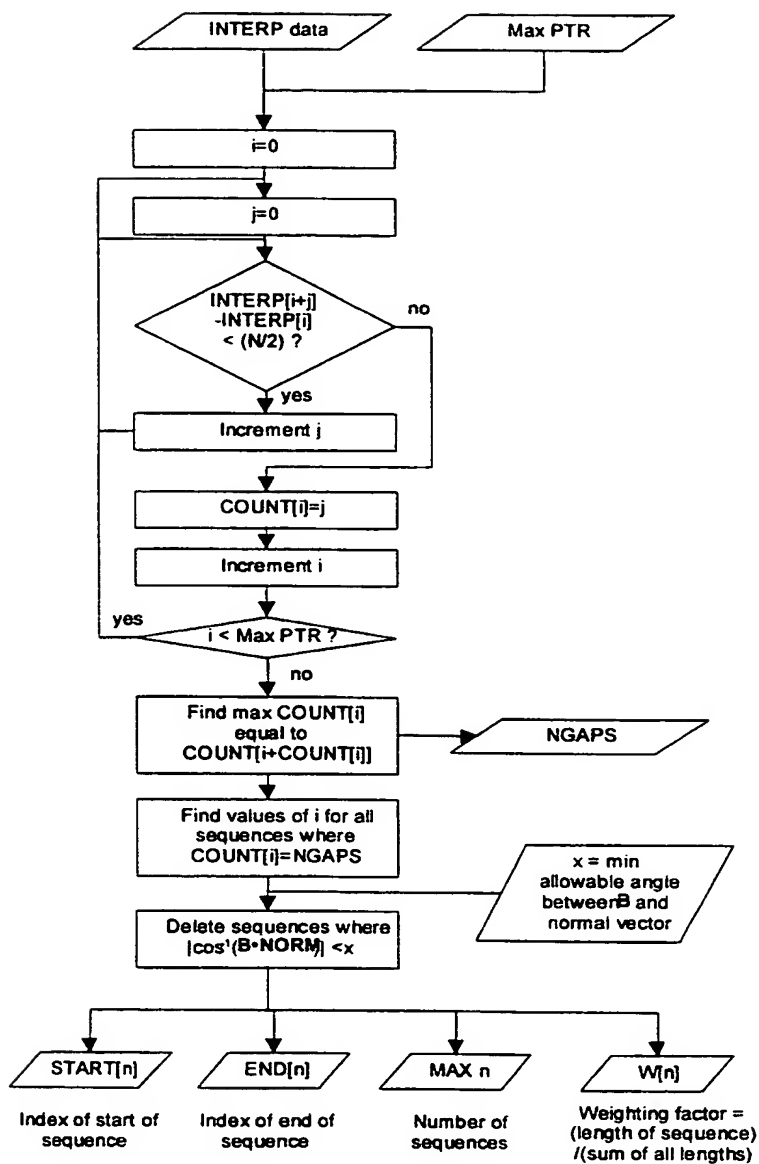 INTERP data
Max PTR
i=0
j=0
INTERP[i+j]
-INTERP[i]
< (N/2) ?
no
yes
Increment j
COUNT[i]=j
Increment i
yes
i < Max PTR ?
no
Find max COUNT[i]
equal to
COUNT[i+COUNT[i]]
NGAPS
Find values of i for all
sequences where
COUNT[i]=NGAPS
x = min
allowable angle
between B and
normal vector
Delete sequences where
|cos¹(B•NORM)| <x
START[n]
END[n]
MAX n
W[n]
Index of start of
sequence
Index of end of
sequence
Number of
sequences
Weighting factor =
(length of sequence)
/(sum of all lengths)